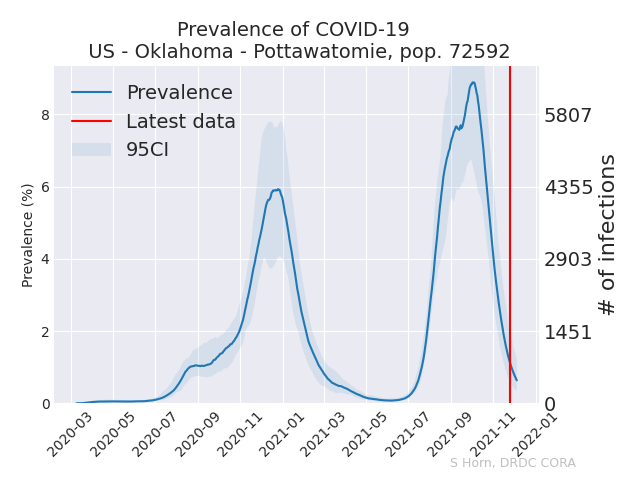 Prevalence of COVID-19
US - Oklahoma - Pottawatomie, pop. 72592
Prevalence
Latest data
95CI
Prevalence (%)
8
6
4
2
0
5807
4355
2903
1451
0
# of infections
2020-03
2020-05
2020-07
2020-09
2020-11
2021-01
2021-03
2021-05
2021-07
2021-09
2021-11
2022-01
S Horn, DRDC CORA